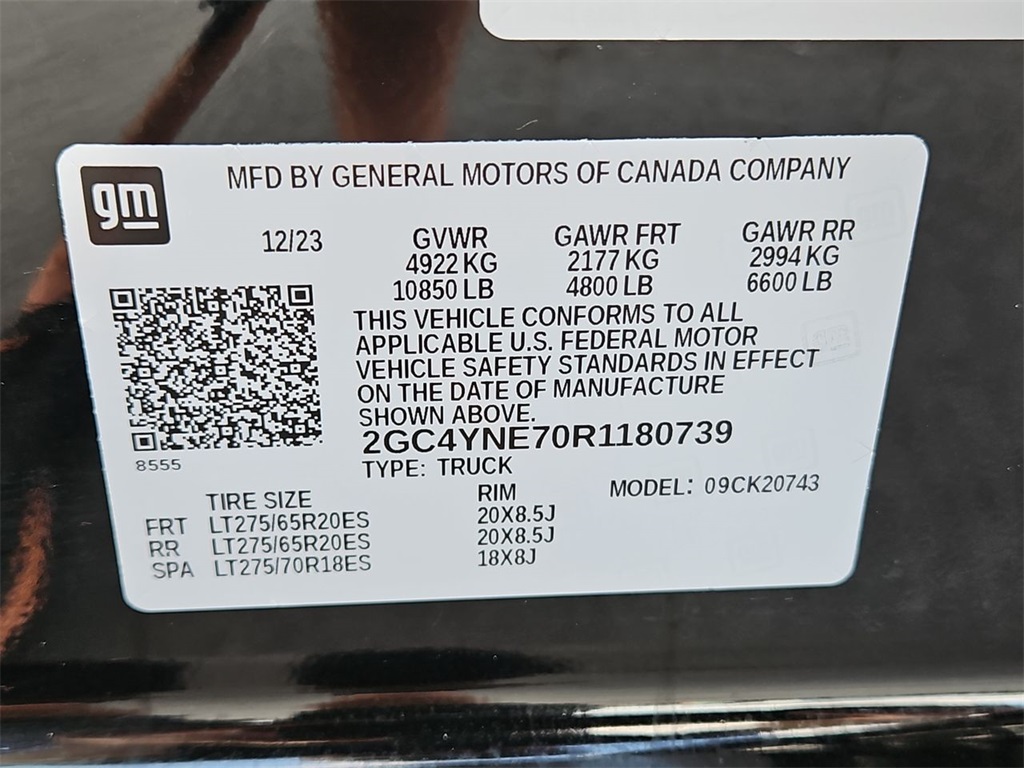 gm
MFD BY GENERAL MOTORS OF CANADA COMPANY
12/23 GVWR GAWR FRT GAWR RR
4922 KG 2177 KG 2994 KG
10850 LB 4800 LB 6600 LB
THIS VEHICLE CONFORMS TO ALL
APPLICABLE U.S. FEDERAL MOTOR
VEHICLE SAFETY STANDARDS IN EFFECT
ON THE DATE OF MANUFACTURE
SHOWN ABOVE.
2GC4YNE70R1180739
8555
TYPE: TRUCK
TIRE SIZE RIM MODEL: 09CK20743
FRT LT275/65R20ES 20X8.5J
RR LT275/65R20ES 20X8.5J
SPA LT275/70R18ES 18X8J